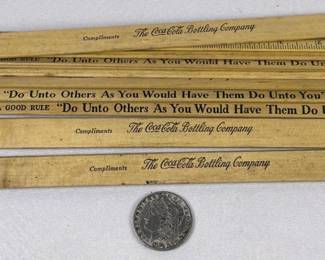 Compliments The Coca-Cola Bottling Company
GOOD RULE "Do Unto Others As You Would Have Them Do Unto
"Do Unto Others As You Would Have Them Do Unto You"
A GOOD RULE "Do Unto Others As You Would Have Them Do U
Compliments The Coca-Cola Bottling Company
Compliments The Coca-Cola Bottling Company